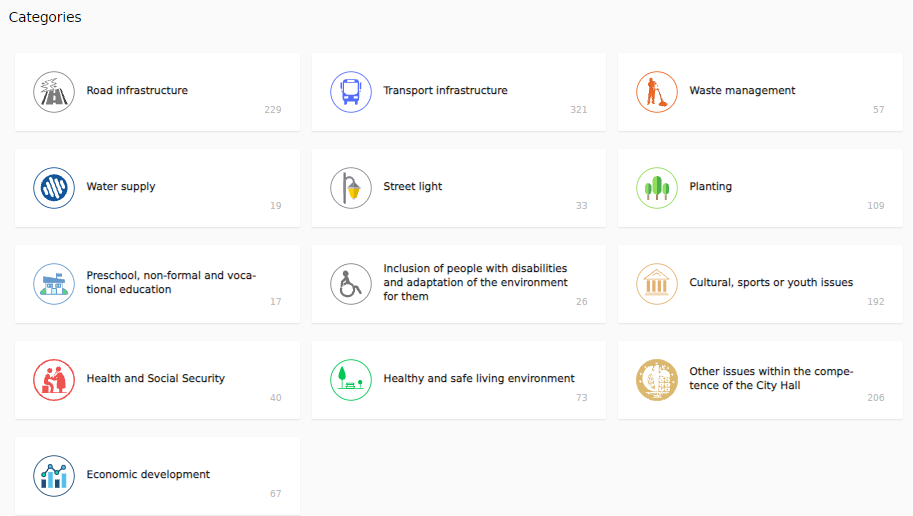 Categories
Road infrastructure
229
Transport infrastructure
321
Waste management
57
Water supply
19
Street light
33
Planting
109
Preschool, non-formal and voca-
tional education
17
Inclusion of people with disabilities
and adaptation of the environment
for them
26
Cultural, sports or youth issues
192
Health and Social Security
40
Healthy and safe living environment
73
Other issues within the compe-
tence of the City Hall
206
Economic development
67